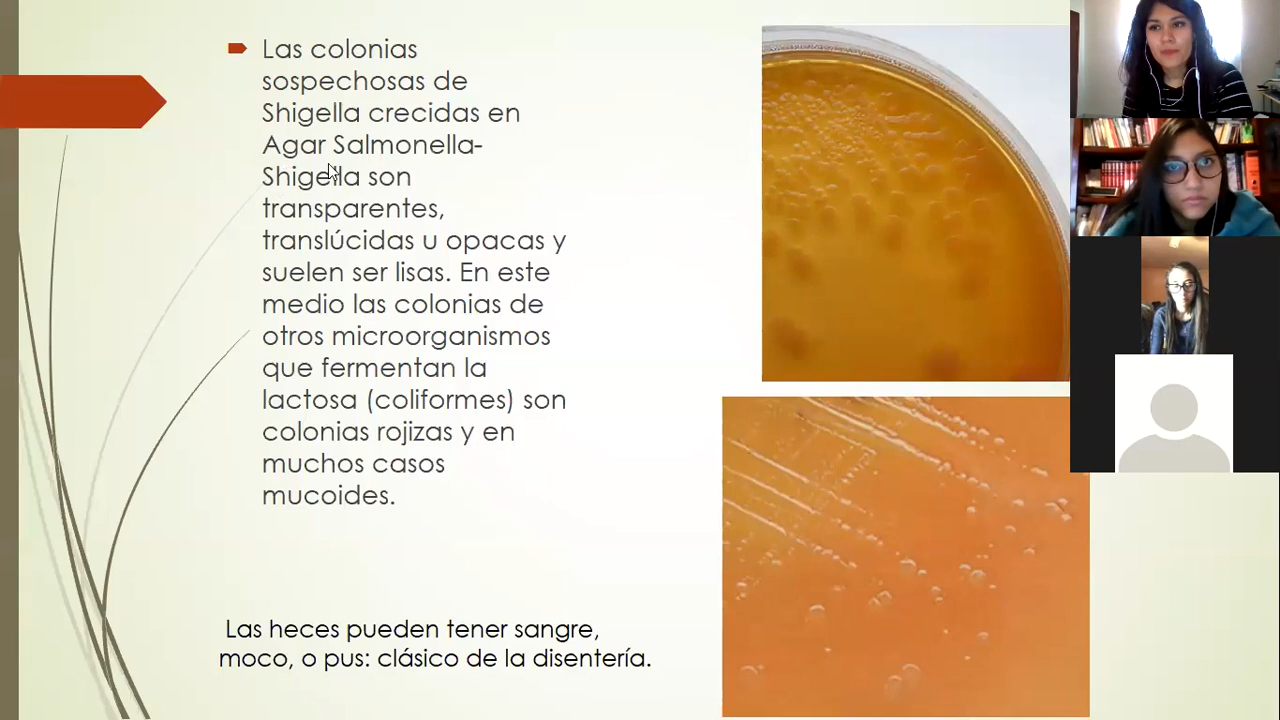 Las colonias
sospechosas de
Shigella crecidas en
Agar Salmonella-
Shigella son
transparentes,
translúcidas u opacas y
suelen ser lisas. En este
medio las colonias de
otros microorganismos
que fermentan la
lactosa (coliformes) son
colonias rojizas y en
muchos casos
mucoides.
Las heces pueden tener sangre,
moco, o pus: clásico de la disentería.